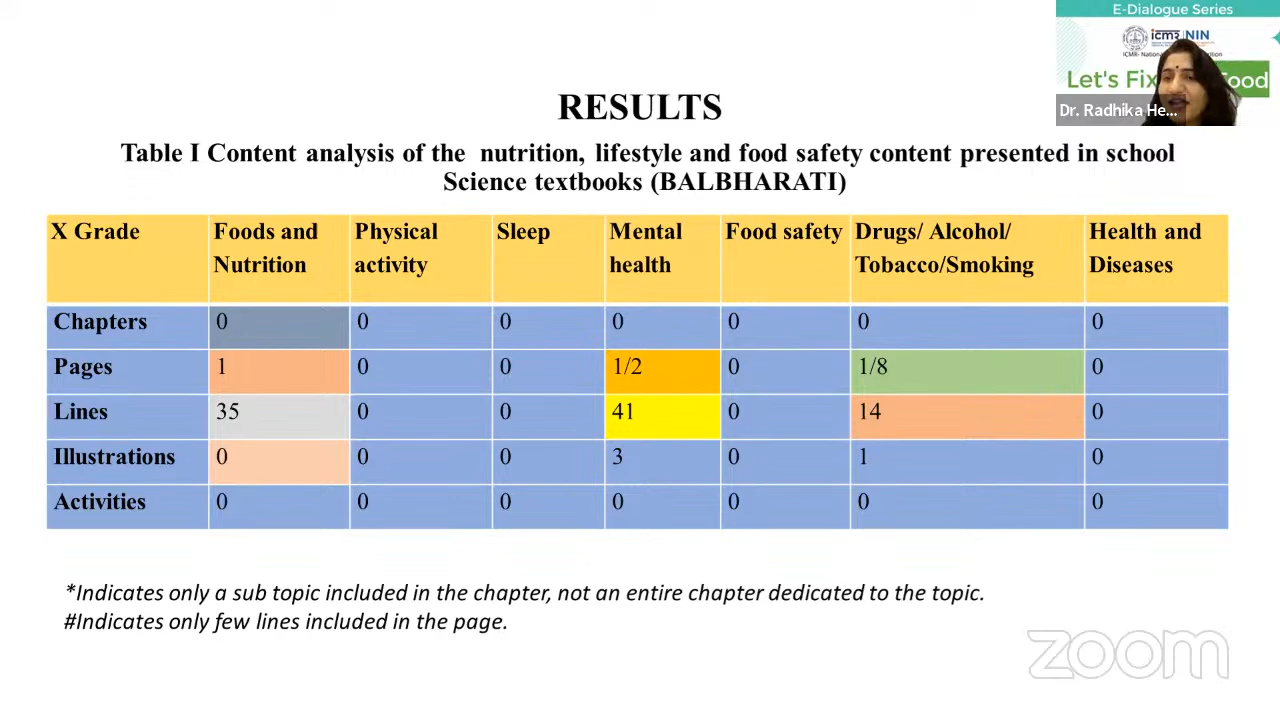 E-Dialogue Series
icmr NIN
Let's Fix
Food
Dr. Radhika He...
RESULTS
Table I Content analysis of the nutrition, lifestyle and food safety content presented in school
Science textbooks (BALBHARATI)
X Grade Foods and Nutrition Physical activity Sleep Mental health Food safety Drugs/ Alcohol/ Tobacco/Smoking Health and Diseases
Chapters 0 0 0 0 0 0 0
Pages 1 0 0 1/2 0 1/8 0
Lines 35 0 0 41 0 14 0
Illustrations 0 0 0 3 0 1 0
Activities 0 0 0 0 0 0 0
*Indicates only a sub topic included in the chapter, not an entire chapter dedicated to the topic.
#Indicates only few lines included in the page.
zoom